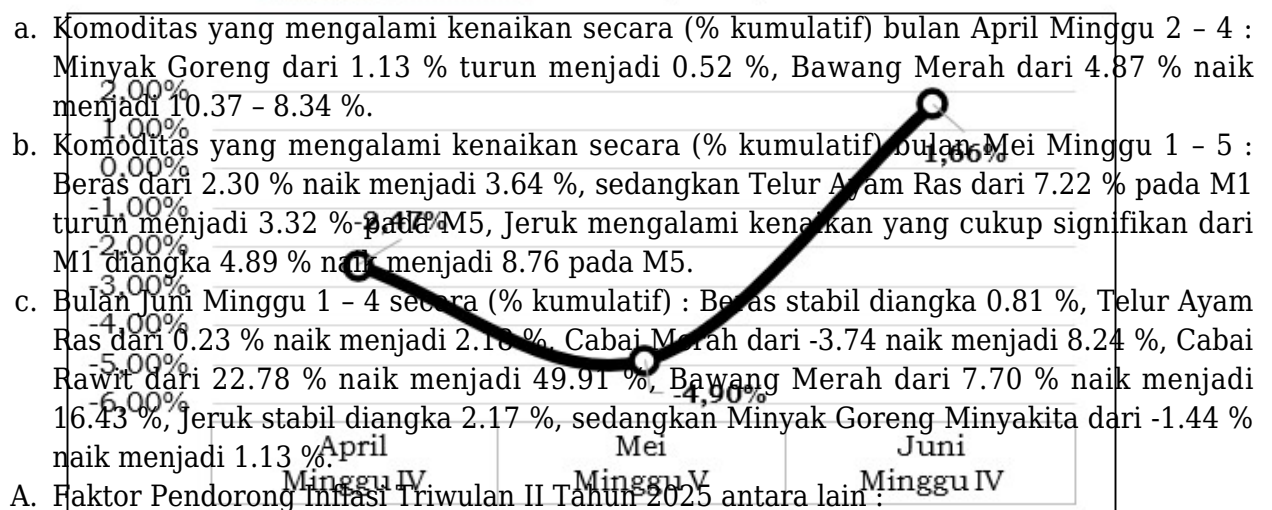 a. Komoditas yang mengalami kenaikan secara (% kumulatif) bulan April Minggu 2 – 4 :
Minyak Goreng dari 1.13 % turun menjadi 0.52 %, Bawang Merah dari 4.87 % naik
menjadi 10.37 – 8.34 %.
b. Komoditas yang mengalami kenaikan secara (% kumulatif) bulan Mei Minggu 1 – 5 :
Beras dari 2.30 % naik menjadi 3.64 %, sedangkan Telur Ayam Ras dari 7.22 % pada M1
turun menjadi 3.32 % pada M5, Jeruk mengalami kenaikan yang cukup signifikan dari
M1 diangka 4.89 % naik menjadi 8.76 pada M5.
c. Bulan Juni Minggu 1 – 4 secara (% kumulatif) : Beras stabil diangka 0.81 %, Telur Ayam
Ras dari 0.23 % naik menjadi 2.18 %, Cabai Merah dari -3.74 naik menjadi 8.24 %, Cabai
Rawit dari 22.78 % naik menjadi 49.91 %, Bawang Merah dari 7.70 % naik menjadi
16.43 %, Jeruk stabil diangka 2.17 %, sedangkan Minyak Goreng Minyakita dari -1.44 %
naik menjadi 1.13 %.
A. Faktor Pendorong Inflasi Triwulan II Tahun 2025 antara lain :
2,00%
1,00%
0,00%
-1,00%
-2,00%
-3,00%
-4,00%
-5,00%
-6,00%
-2,47%
-4,90%
1,66%
April
Minggu IV
Mei
Minggu V
Juni
Minggu IV